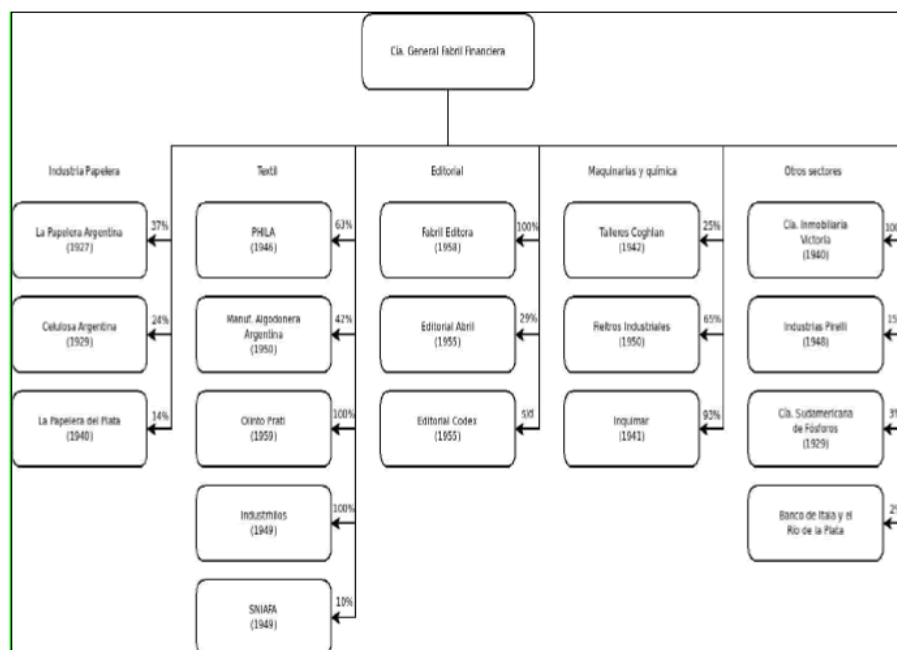 Cía. General Fabril Financiera
Industria Papelera
Textil
Editorial
Maquinarias y química
Otros sectores
La Papelera Argentina
(1927)
37%
PHILA
(1946)
63%
Fabril Editora
(1958)
100%
Talleres Coghlan
(1942)
25%
Cía. Inmobiliaria
Victoria
(1940)
100
Celulosa Argentina
(1929)
24%
Manuf. Algodonera
Argentina
(1950)
42%
Editorial Abril
(1955)
29%
Industriales
(1950)
65%
Industrias Pirelli
(1948)
La Papelera del Plata
(1940)
14%
Olinto Prati
(1959)
100%
Editorial Codex
(1955)
s/d
Inquimar
(1941)
93%
Cía. Sudamericana
de Fósforos
(1929)
(1949)
100%
Banco de Italia y el
Río de la Plata
SNIAFA
(1949)
10%